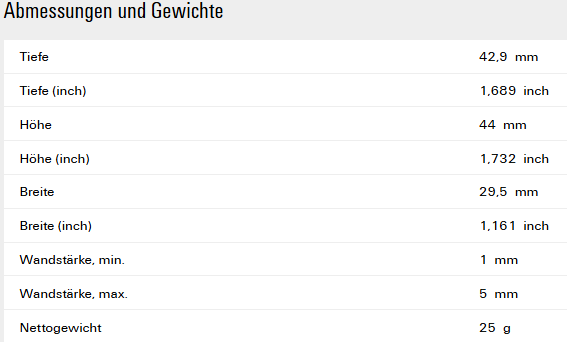 Abmessungen und Gewichte
Tiefe 42,9 mm
Tiefe (inch) 1,689 inch
Höhe 44 mm
Höhe (inch) 1,732 inch
Breite 29,5 mm
Breite (inch) 1,161 inch
Wandstärke, min. 1 mm
Wandstärke, max. 5 mm
Nettogewicht 25 g